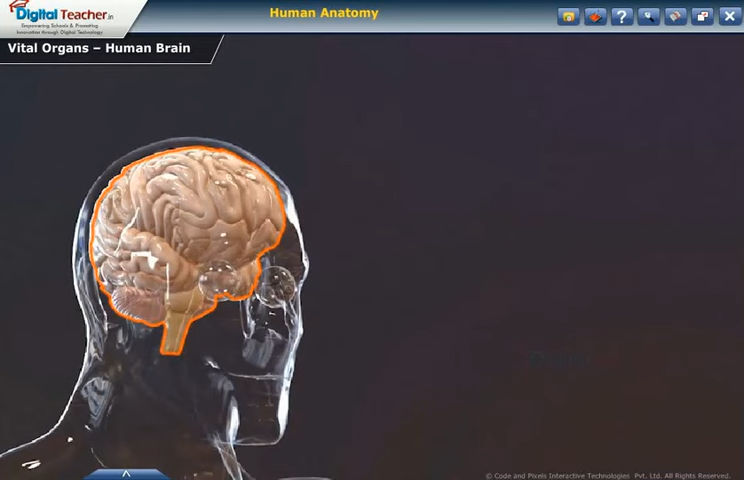 Digital Teacher.in
Empowering Schools & Promoting
Innovation through Digital Technology
Human Anatomy
?
Vital Organs – Human Brain
© Code and Pixels Interactive Technologies Pvt. Ltd. All Rights Reserved.